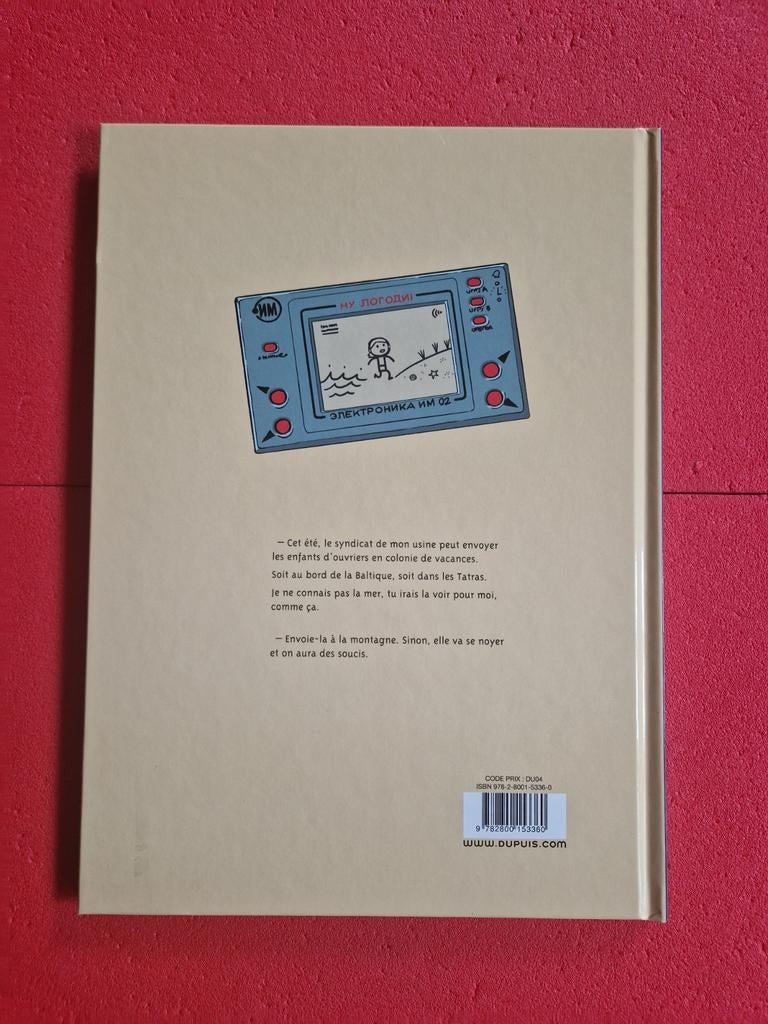 ИМ
НУ ПОГОДИ!
ЭЛЕКТРОНИКА ИМ 02
— Cet été, le syndicat de mon usine peut envoyer
les enfants d'ouvriers en colonie de vacances.
Soit au bord de la Baltique, soit dans les Tatras.
Je ne connais pas la mer, tu irais la voir pour moi,
comme ça.
— Envoie-la à la montagne. Sinon, elle va se noyer
et on aura des soucis.
CODE PRIX : DU04
ISBN 978-2-8001-5336-0
9 782800 153360
WWW.DUPUIS.COM